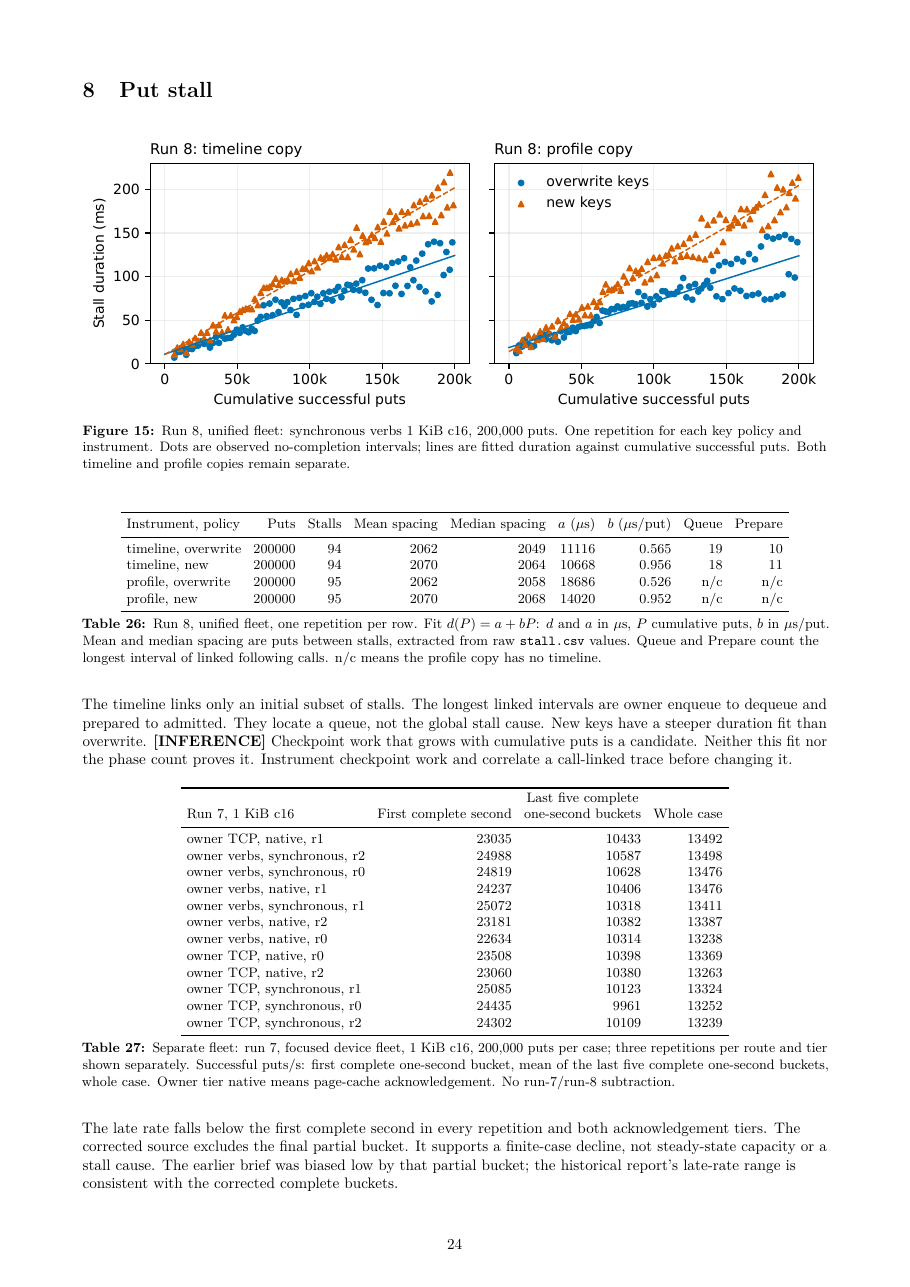 8 Put stall
Run 8: timeline copy
Run 8: profile copy
overwrite keys
new keys
Stall duration (ms)
200
150
100
50
0
0 50k 100k 150k 200k
0 50k 100k 150k 200k
Cumulative successful puts
Cumulative successful puts
Figure 15: Run 8, unified fleet: synchronous verbs 1 KiB c16, 200,000 puts. One repetition for each key policy and
instrument. Dots are observed no-completion intervals; lines are fitted duration against cumulative successful puts. Both
timeline and profile copies remain separate.
Instrument, policy Puts Stalls Mean spacing Median spacing a (μs) b (μs/put) Queue Prepare
timeline, overwrite 200000 94 2062 2049 11116 0.565 19 10
timeline, new 200000 94 2070 2064 10668 0.956 18 11
profile, overwrite 200000 95 2062 2058 18686 0.526 n/c n/c
profile, new 200000 95 2070 2068 14020 0.952 n/c n/c
Table 26: Run 8, unified fleet, one repetition per row. Fit d(P) = a + bP: d and a in μs, P cumulative puts, b in μs/put.
Mean and median spacing are puts between stalls, extracted from raw stall.csv values. Queue and Prepare count the
longest interval of linked following calls. n/c means the profile copy has no timeline.
The timeline links only an initial subset of stalls. The longest linked intervals are owner enqueue to dequeue and
prepared to admitted. They locate a queue, not the global stall cause. New keys have a steeper duration fit than
overwrite. [INFERENCE] Checkpoint work that grows with cumulative puts is a candidate. Neither this fit nor
the phase count proves it. Instrument checkpoint work and correlate a call-linked trace before changing it.
Last five complete
Run 7, 1 KiB c16 First complete second one-second buckets Whole case
owner TCP, native, r1 23035 10433 13492
owner verbs, synchronous, r2 24988 10587 13498
owner verbs, synchronous, r0 24819 10628 13476
owner verbs, native, r1 24237 10406 13476
owner verbs, synchronous, r1 25072 10318 13411
owner verbs, native, r2 23181 10382 13387
owner verbs, native, r0 22634 10314 13238
owner TCP, native, r0 23508 10398 13369
owner TCP, native, r2 23060 10380 13263
owner TCP, synchronous, r1 25085 10123 13324
owner TCP, synchronous, r0 24435 9961 13252
owner TCP, synchronous, r2 24302 10109 13239
Table 27: Separate fleet: run 7, focused device fleet, 1 KiB c16, 200,000 puts per case; three repetitions per route and tier
shown separately. Successful puts/s: first complete one-second bucket, mean of the last five complete one-second buckets,
whole case. Owner tier native means page-cache acknowledgement. No run-7/run-8 subtraction.
The late rate falls below the first complete second in every repetition and both acknowledgement tiers. The
corrected source excludes the final partial bucket. It supports a finite-case decline, not steady-state capacity or a
stall cause. The earlier brief was biased low by that partial bucket; the historical report's late-rate range is
consistent with the corrected complete buckets.
24